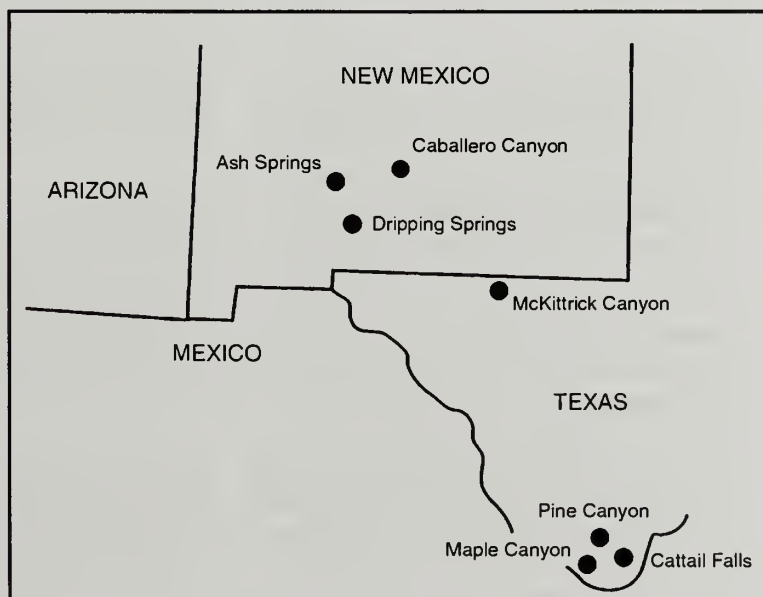 NEW MEXICO
Caballero Canyon
Ash Springs
ARIZONA
Dripping Springs
McKittrick Canyon
MEXICO
TEXAS
Pine Canyon
Maple Canyon
Cattail Falls